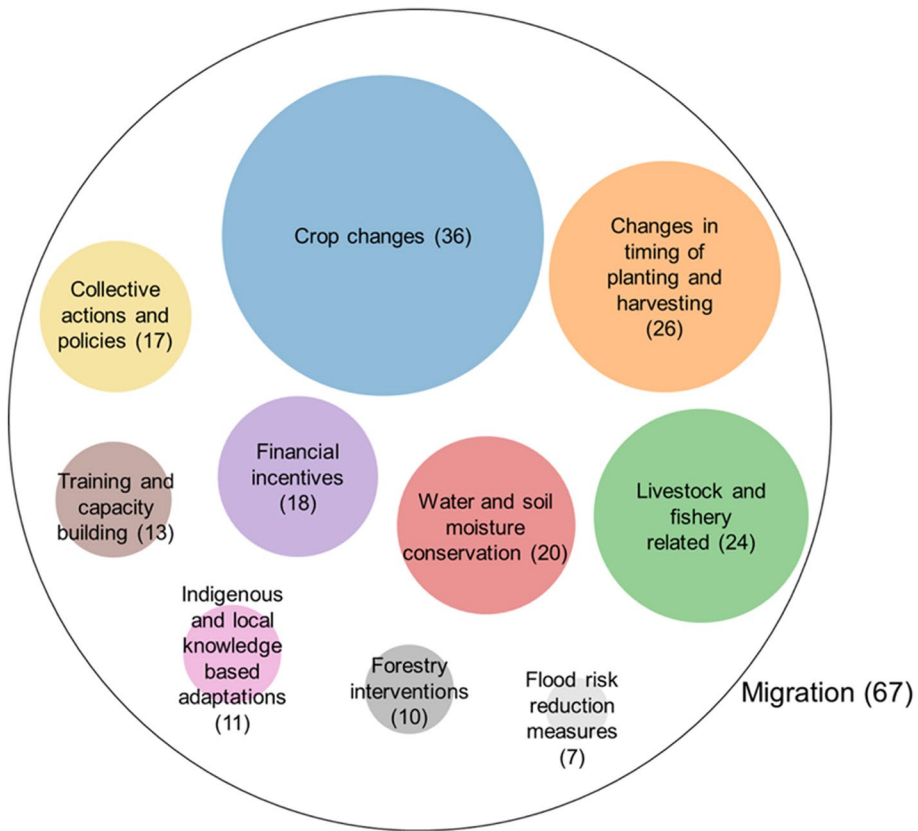 Crop changes (36)
Changes in
timing of
planting and
harvesting
(26)
Collective
actions and
policies (17)
Financial
incentives
(18)
Training and
capacity
building (13)
Water and soil
moisture
conservation (20)
Livestock and
fishery
related (24)
Indigenous
and local
knowledge
based
adaptations
(11)
Forestry
interventions
(10)
Flood risk
reduction
measures
(7)
Migration (67)